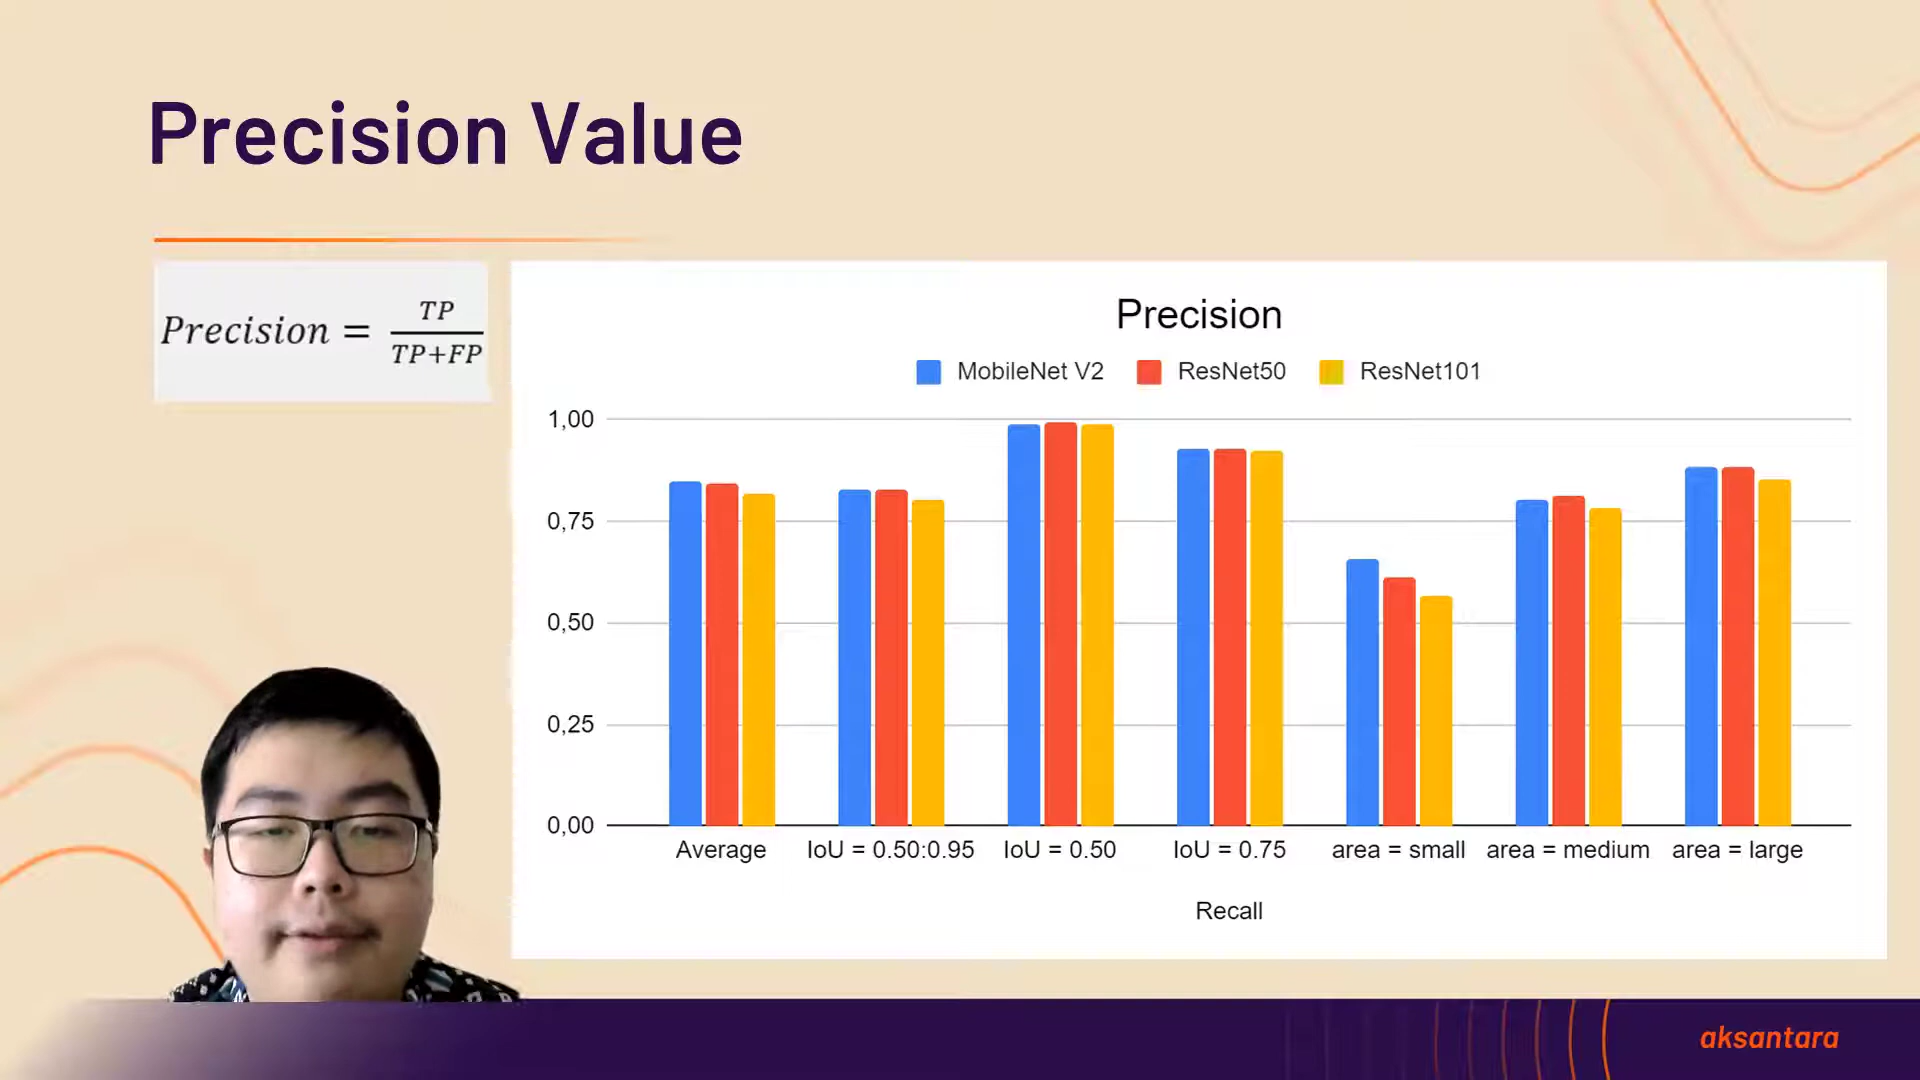 Precision Value
Precision = TP / TP+FP
Precision
MobileNet V2 ResNet50 ResNet101
1,00
0,75
0,50
0,25
0,00
Average IoU = 0.50:0.95 IoU = 0.50 IoU = 0.75 area = small area = medium area = large
Recall
aksantara